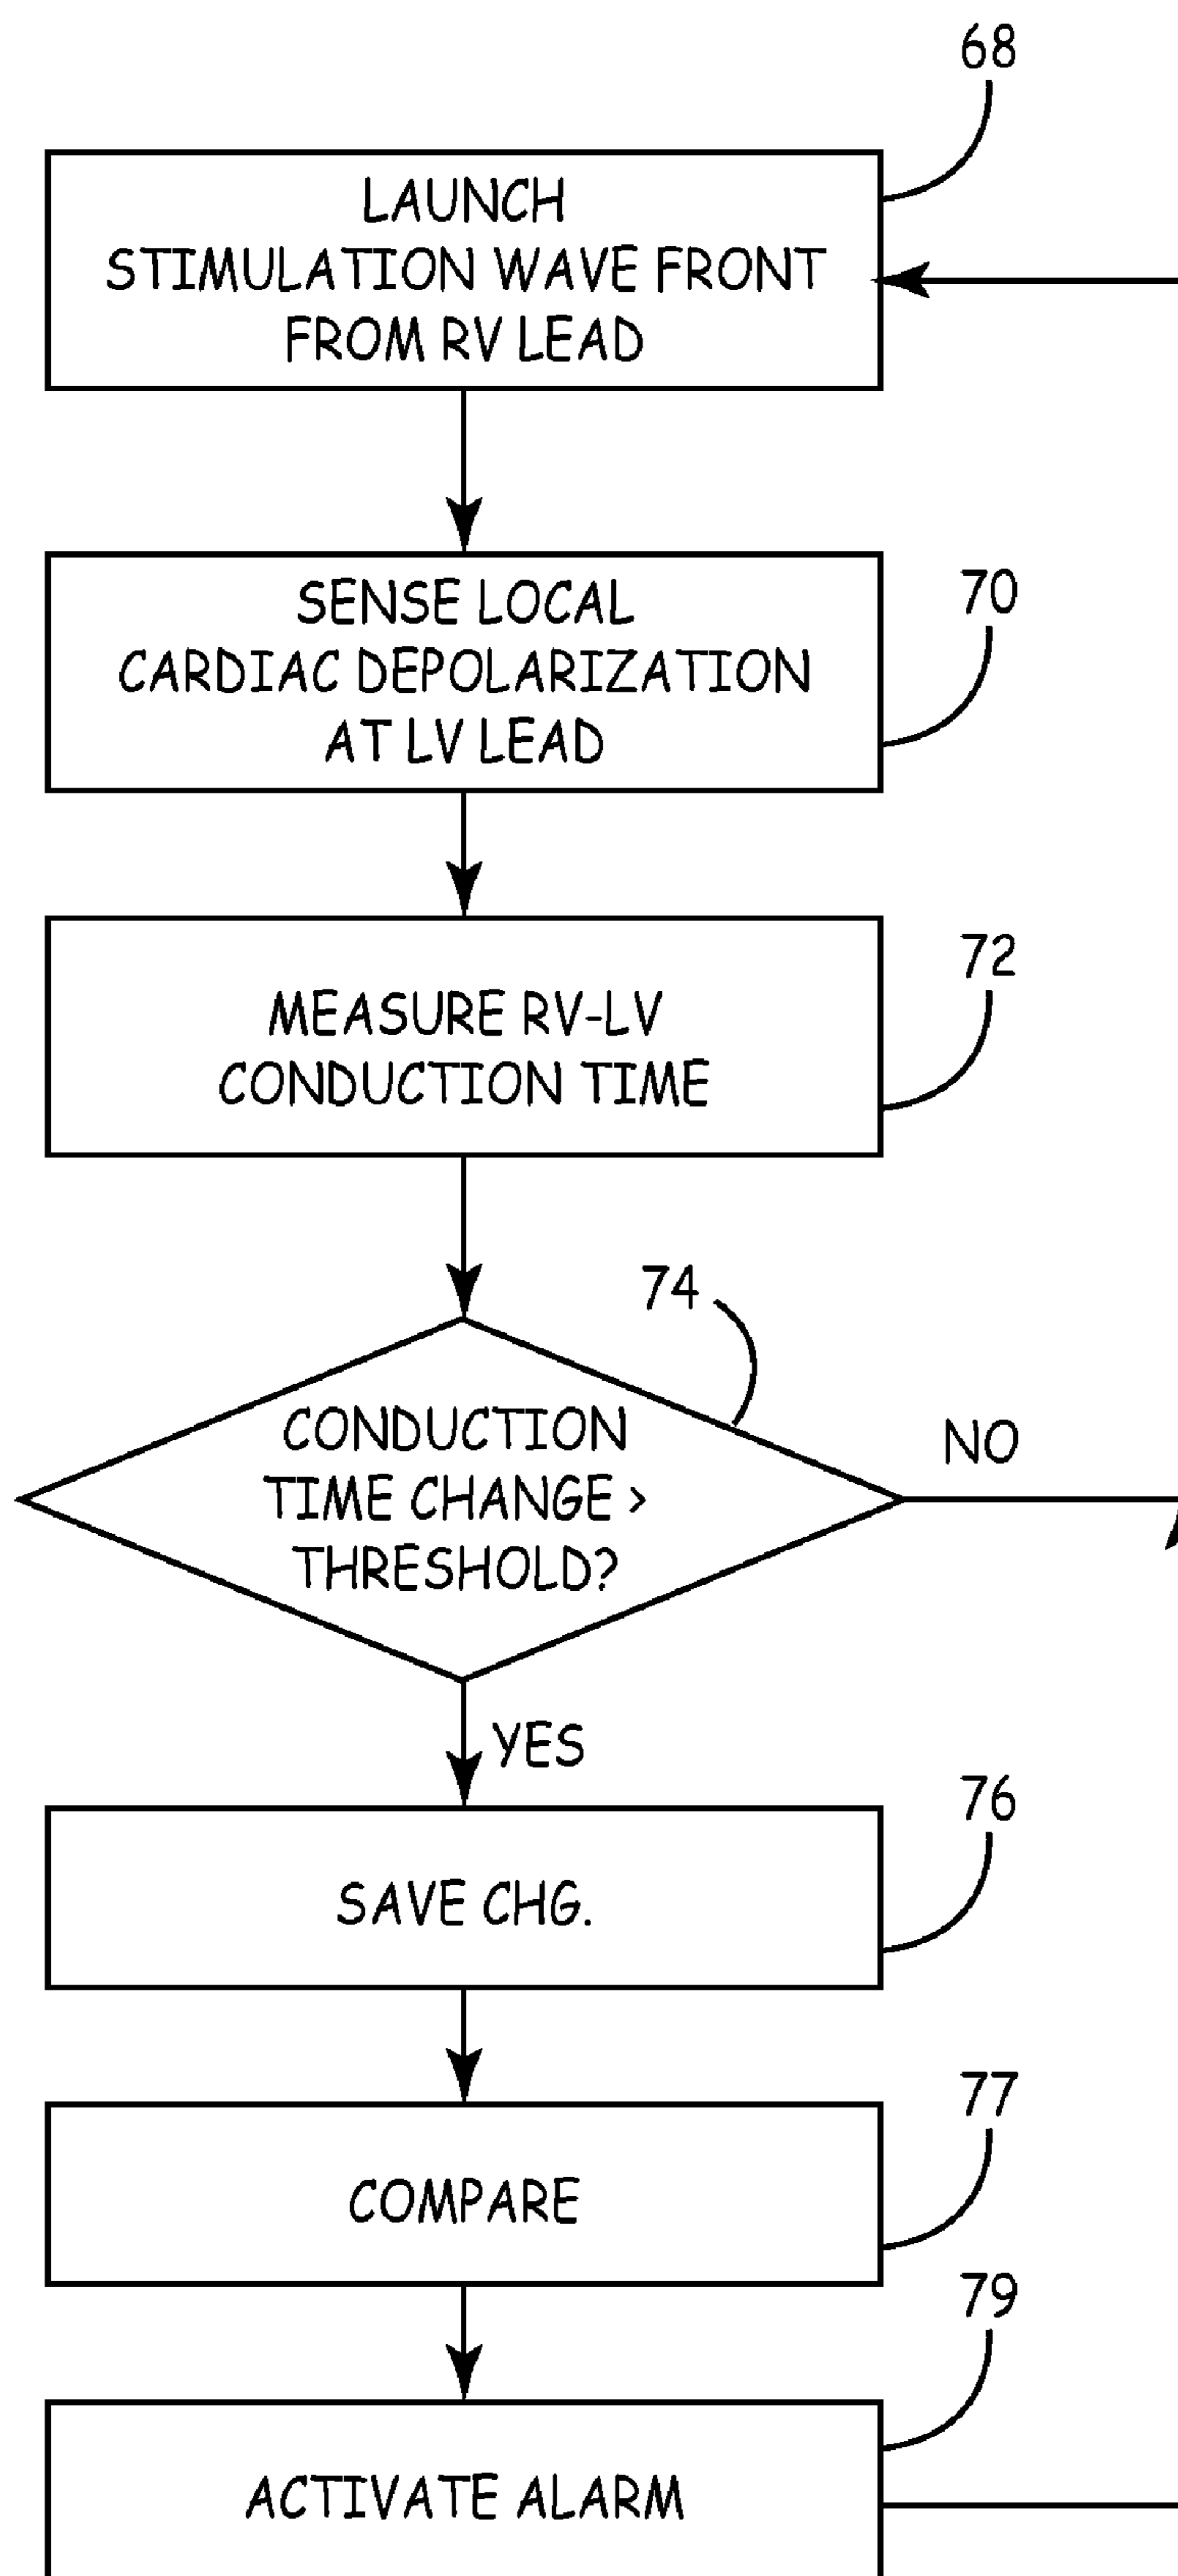 68
LAUNCH
STIMULATION WAVE FRONT
FROM RV LEAD
SENSE LOCAL
CARDIAC DEPOLARIZATION
AT LV LEAD
70
MEASURE RV-LV
CONDUCTION TIME
72
74
CONDUCTION
TIME CHANGE >
THRESHOLD?
NO
YES
76
SAVE CHG.
77
COMPARE
79
ACTIVATE ALARM